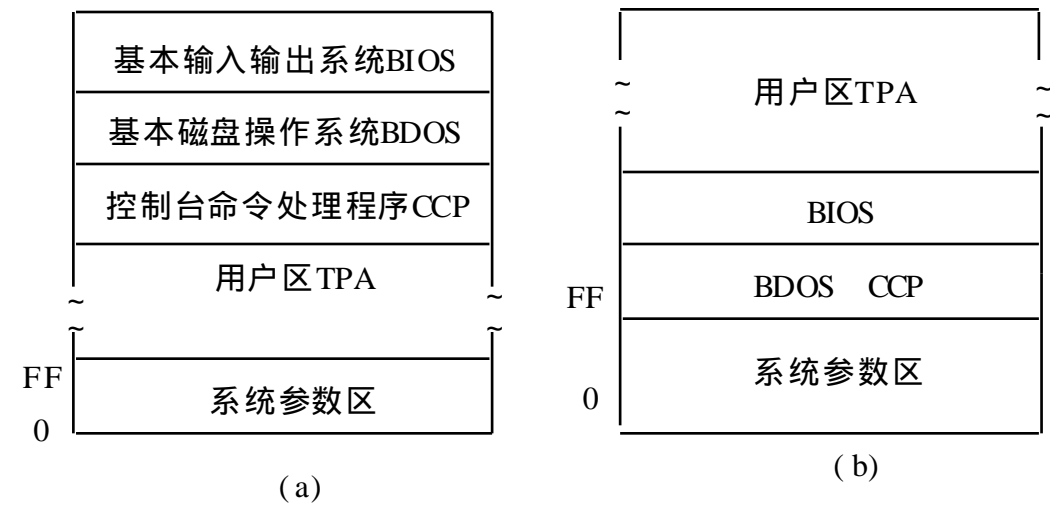 基本输入输出系统BIOS
基本磁盘操作系统BDOS
控制台命令处理程序CCP
用户区TPA
~ ~
~ ~
FF
系统参数区
0
(a)
~ ~
用户区TPA
~ ~
BIOS
FF
BDOS CCP
系统参数区
0
(b)